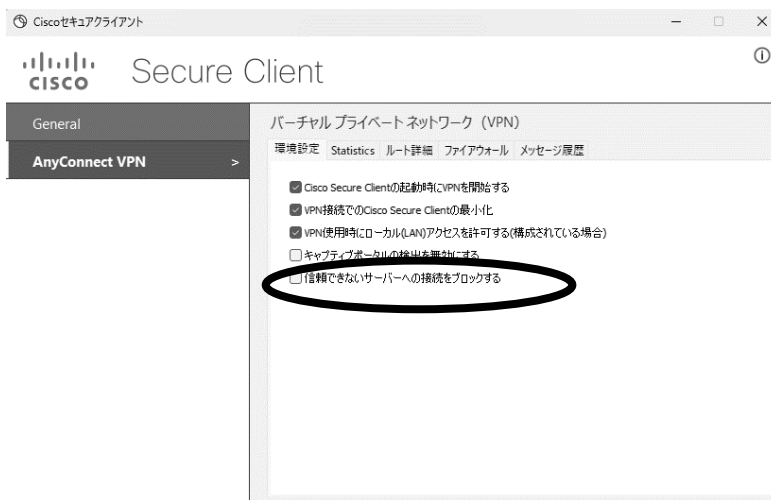 Ciscoセキュアクライアント
CISCO
Secure Client
General
AnyConnect VPN >
バーチャル プライベート ネットワーク (VPN)
環境設定 Statistics ルート詳細 ファイアウォール メッセージ履歴
Cisco Secure Clientの起動時にVPNを開始する
VPN接続でのCisco Secure Clientの最小化
VPN使用時にローカル(LAN)アクセスを許可する(構成されている場合)
キャプティブポータルの検出を無効にする
信頼できないサーバーへの接続をブロックする